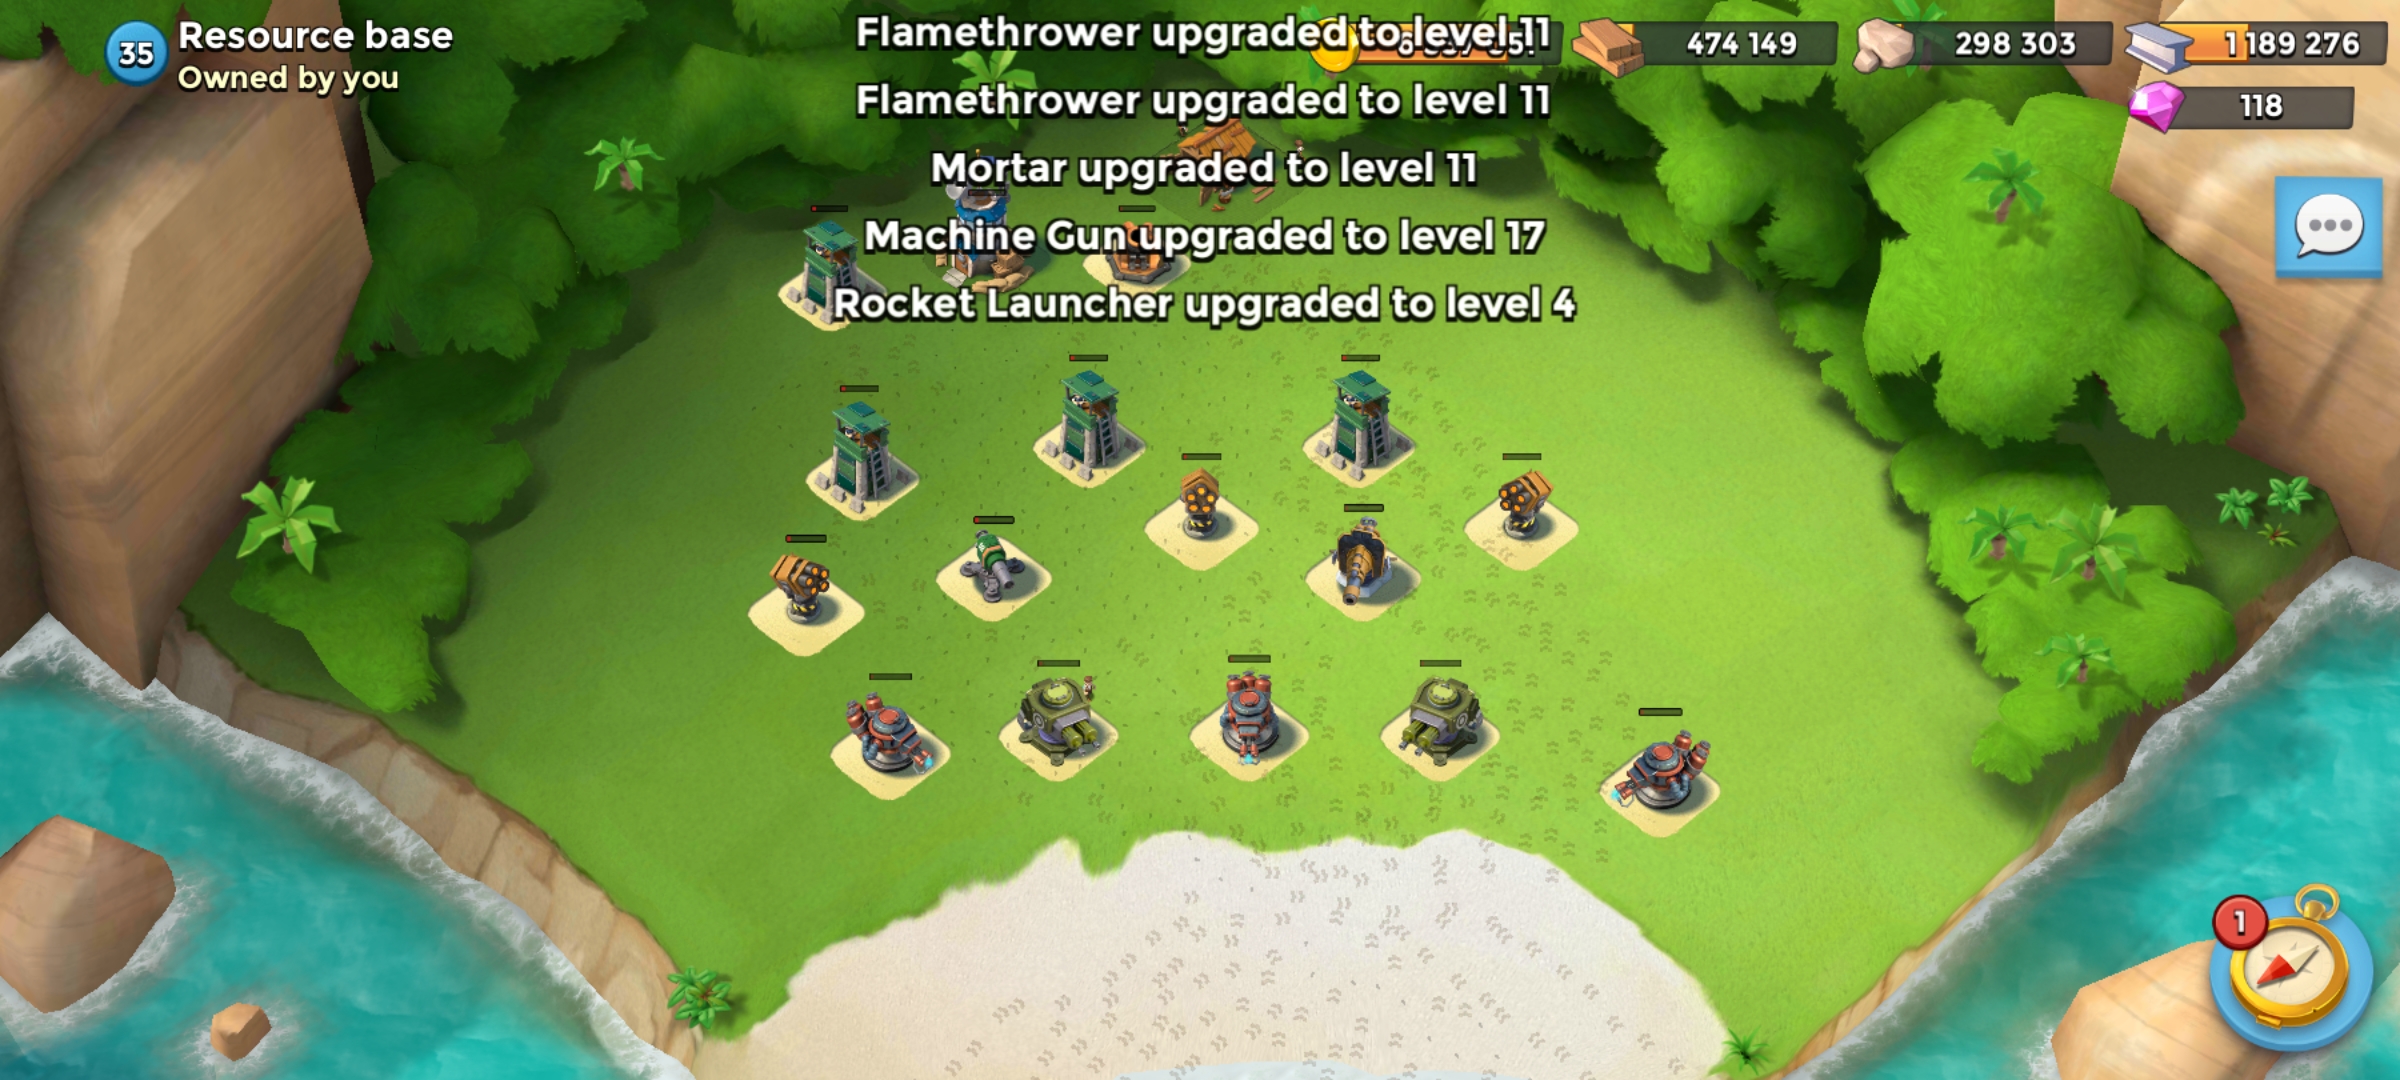 35
Resource base
Owned by you
Flamethrower upgraded to level 11
474 149
298 303
1 189 276
118
Flamethrower upgraded to level 11
Mortar upgraded to level 11
Machine Gun upgraded to level 17
Rocket Launcher upgraded to level 4
1